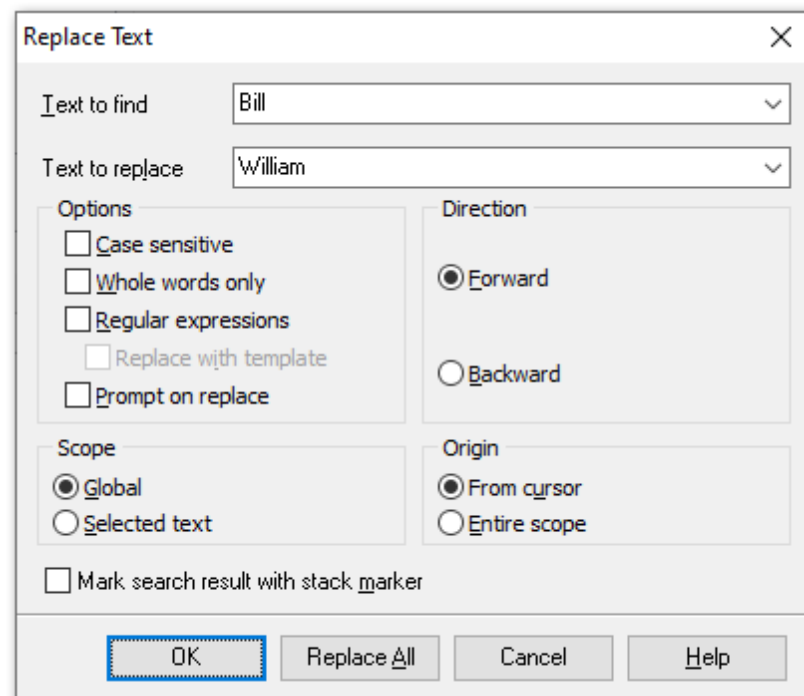 Replace Text
Text to find
Bill
Text to replace
William
Options
Case sensitive
Whole words only
Regular expressions
Replace with template
Prompt on replace
Direction
Forward
Backward
Scope
Global
Selected text
Origin
From cursor
Entire scope
Mark search result with stack marker
OK
Replace All
Cancel
Help